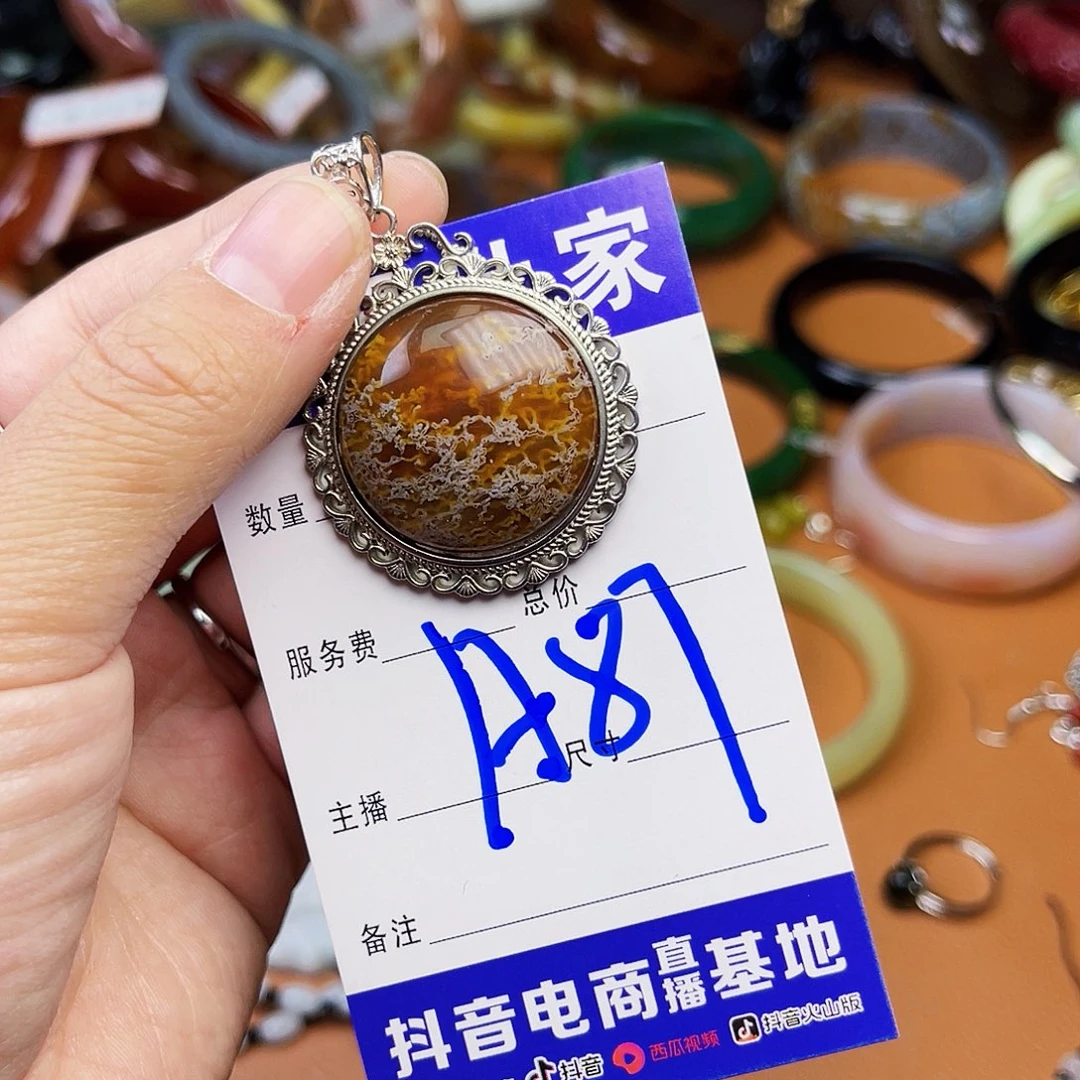 家
数量
总价
服务费
A87
尺寸
主播
备注
抖音电商直播基地
抖音 西瓜视频 抖音火山版